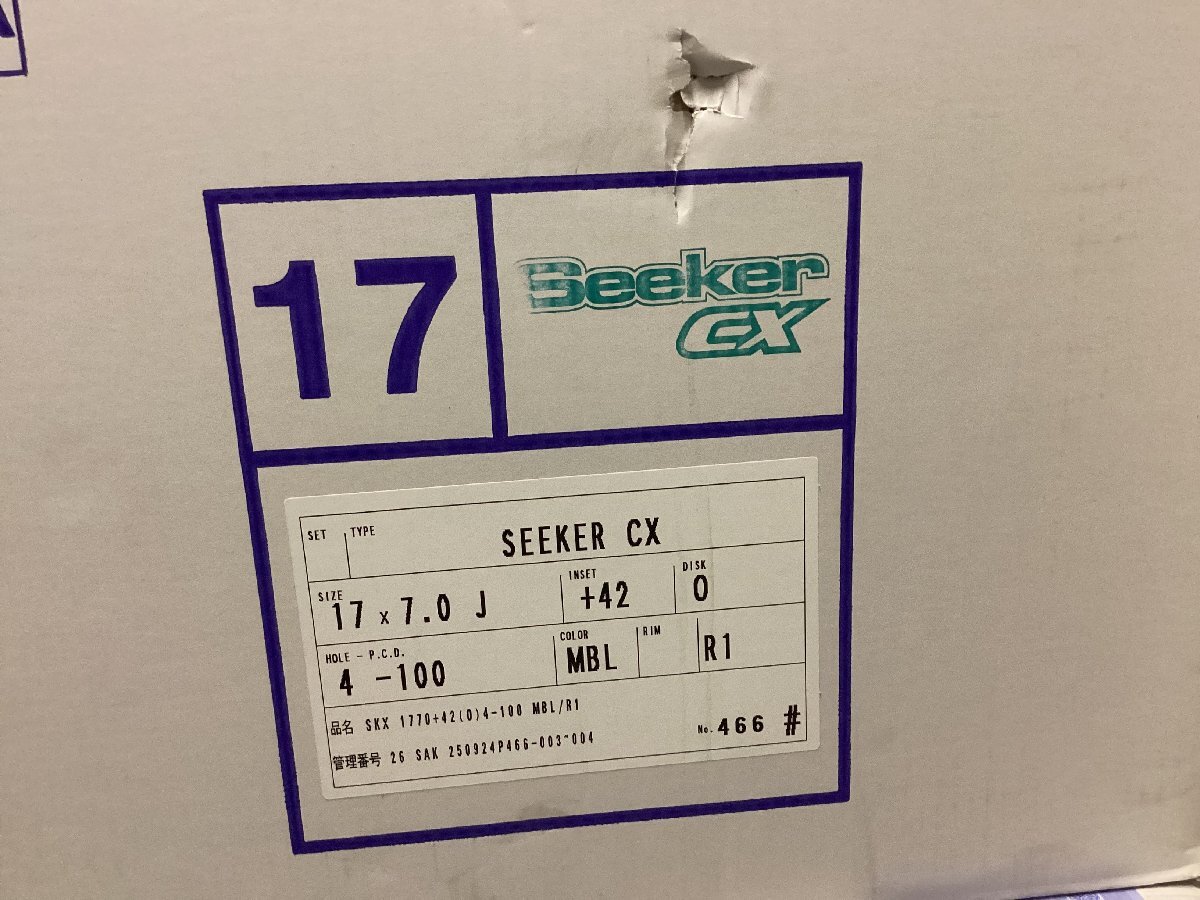 17
Seeker
CX
SET TYPE SEEKER CX
SIZE 17 x 7.0 J INSET +42 DISK 0
HOLE - P.C.D. 4 -100 COLOR MBL RIM R1
品名 SKX 1770+42(0)4-100 MBL/R1
管理番号 26 SAK 250924P466-003~004 No. 466 #